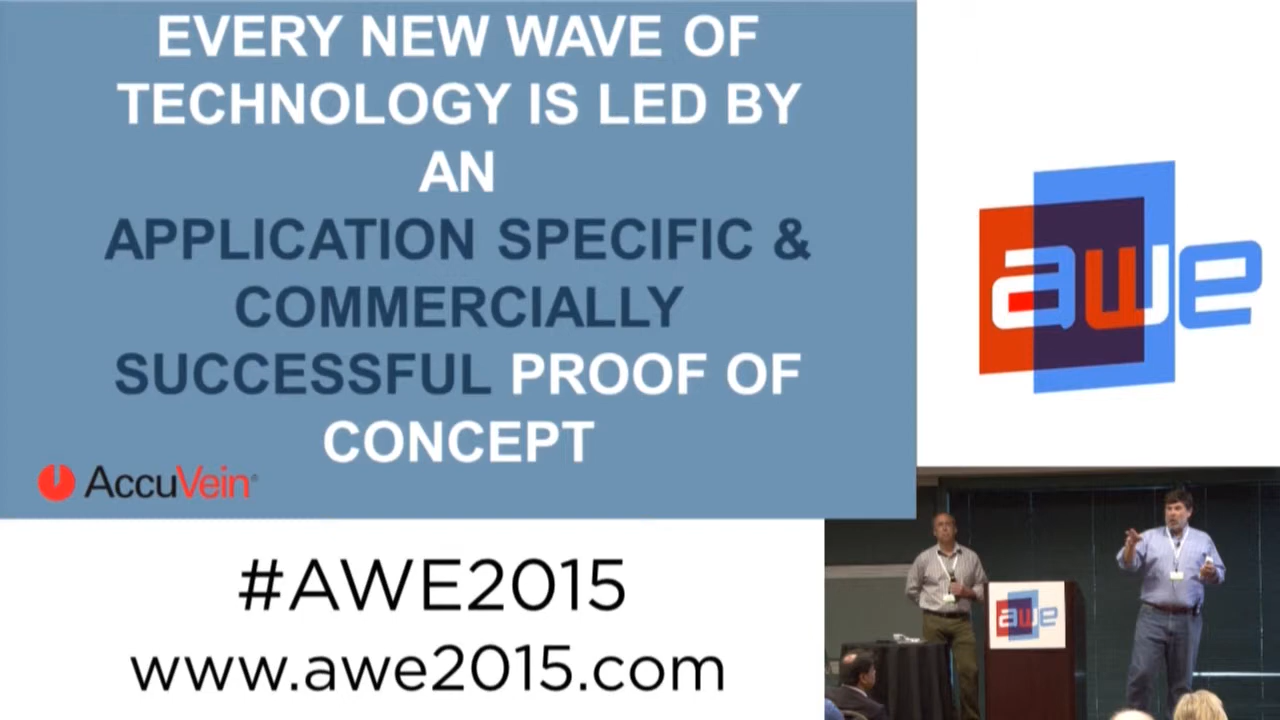 EVERY NEW WAVE OF
TECHNOLOGY IS LED BY
AN
APPLICATION SPECIFIC &
COMMERCIALLY
SUCCESSFUL PROOF OF
CONCEPT
AccuVein®
awe
#AWE2015
www.awe2015.com
awe